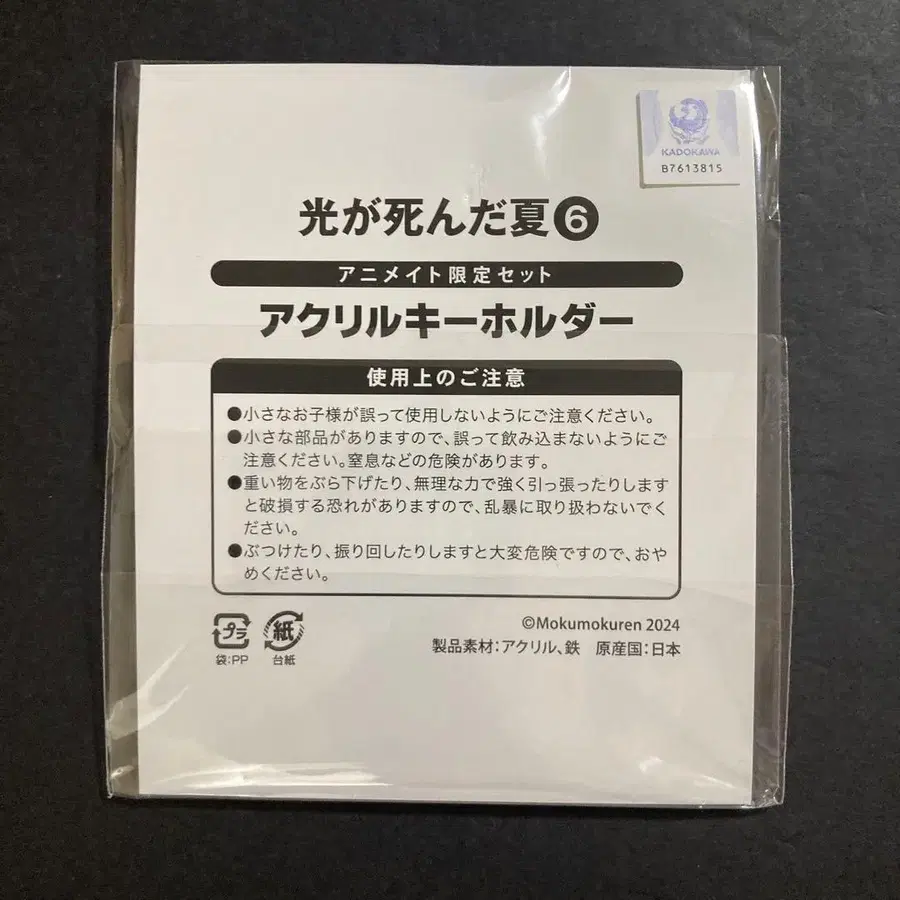 KADOKAWA
B7613815
光が死んだ夏❻
アニメイト限定セット
アクリルキーホルダー
使用上のご注意
●小さなお子様が誤って使用しないようにご注意ください。
●小さな部品がありますので、誤って飲み込まないようにご
注意ください。窒息などの危険があります。
●重い物をぶら下げたり、無理な力で強く引っ張ったりします
と破損する恐れがありますので、乱暴に取り扱わないでく
ださい。
●ぶつけたり、振り回したりしますと大変危険ですので、おや
めください。
プラ
紙
袋:PP
台紙
©Mokumokuren 2024
製品素材:アクリル、鉄 原産国:日本